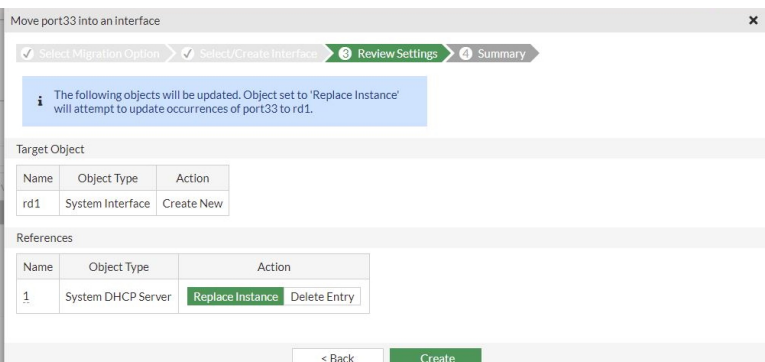 Move port33 into an interface
Select Migration Option Select/Create Interface 3 Review Settings 4 Summary
The following objects will be updated. Object set to 'Replace Instance'
will attempt to update occurrences of port33 to rd1.
Target Object
Name Object Type Action
rd1 System Interface Create New
References
Name Object Type Action
1 System DHCP Server Replace Instance Delete Entry
< Back Create